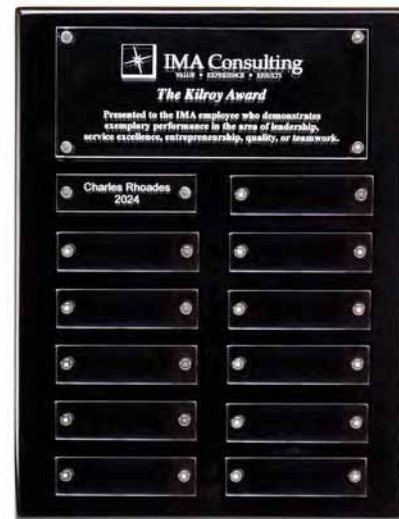 IMA Consulting
VALUE • EXPERIENCE • RESULTS
The Kilroy Award
Presented to the IMA employee who demonstrates
exemplary performance in the area of leadership,
service excellence, entrepreneurship, quality, or teamwork.
Charles Rhoades
2024